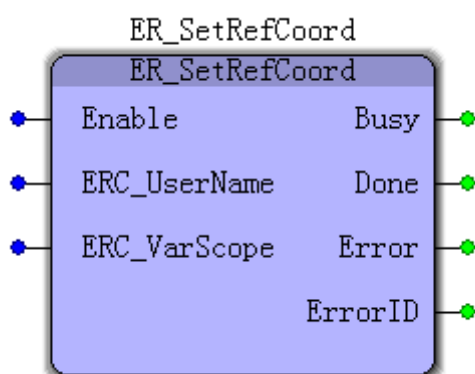 ER_SetRefCoord
ER_SetRefCoord
Enable Busy
ERC_UserName Done
ERC_VarScope Error
ErrorID